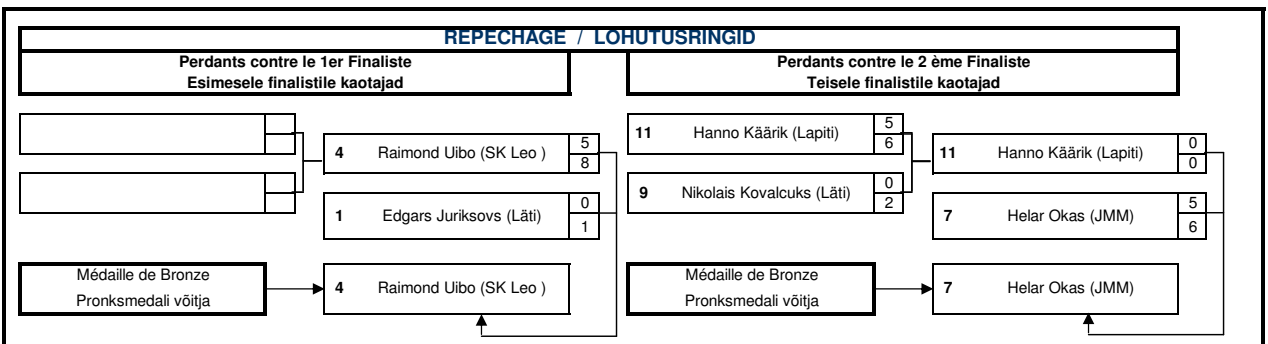 REPECHAGE / LOHUTUSRINGID
Perdants contre le 1er Finaliste
Esimesele finalistile kaotajad
Perdants contre le 2 ème Finaliste
Teisele finalistile kaotajad
4 Raimond Uibo (SK Leo ) 5 8
1 Edgars Juriksovs (Läti) 0 1
Médaille de Bronze
Pronksmedali võitja
4 Raimond Uibo (SK Leo )
11 Hanno Käärik (Lapiti) 5 6
9 Nikolais Kovalcuks (Läti) 0 2
11 Hanno Käärik (Lapiti) 0 0
7 Helar Okas (JMM) 5 6
Médaille de Bronze
Pronksmedali võitja
7 Helar Okas (JMM)